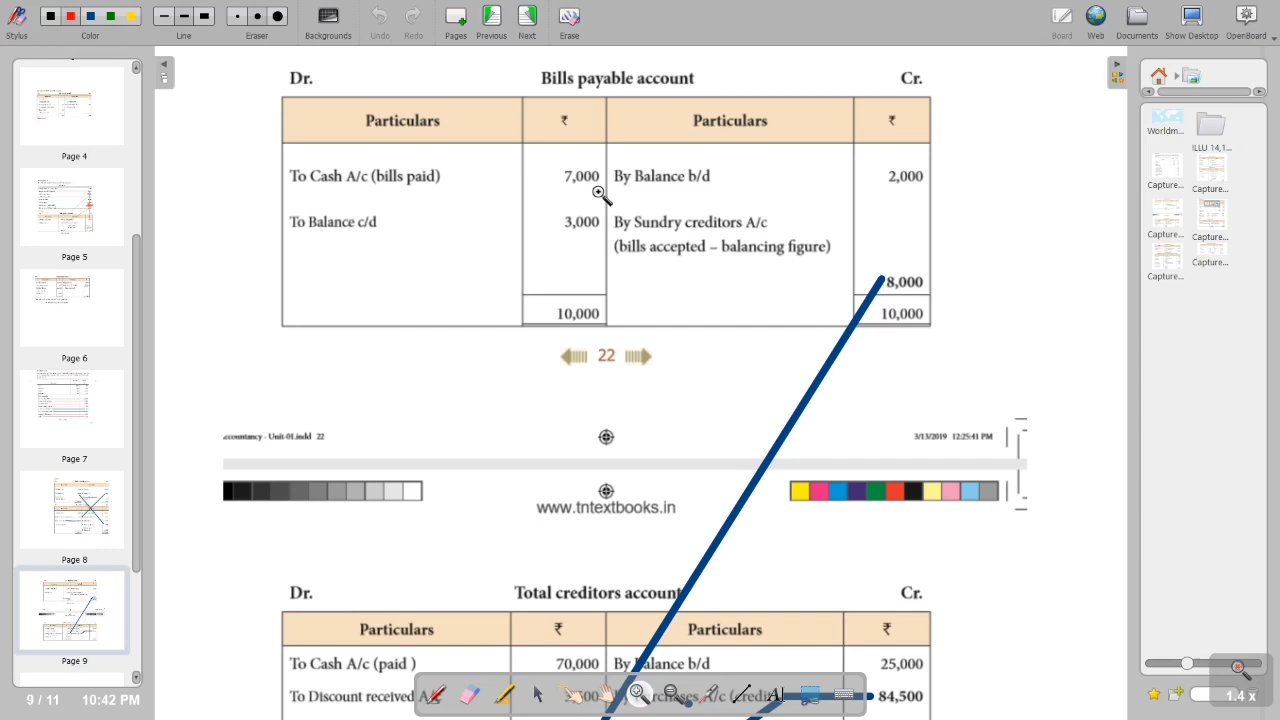 Stylus Color Line Eraser Backgrounds Undo Redo Pages Previous Next Erase Board Web Documents Show Desktop OpenBoard
Page 4
Page 5
Page 6
Page 7
Page 8
Page 9
9 / 11 10:42 PM
Dr. Bills payable account Cr.
Particulars ₹ Particulars ₹
To Cash A/c (bills paid) 7,000 By Balance b/d 2,000
To Balance c/d 3,000 By Sundry creditors A/c
(bills accepted – balancing figure)
8,000
10,000 10,000
22
Accountancy - Unit-01.indd 22 3/13/2019 12:25:41 PM
www.tntextbooks.in
Dr. Total creditors account Cr.
Particulars ₹ Particulars ₹
To Cash A/c (paid ) 70,000 By Balance b/d 25,000
To Discount received A/c (credit 84,500
Worldm... ILLU 14,1...
Capture... Capture...
Capture... Capture...
Capture... Capture...
1.4 x